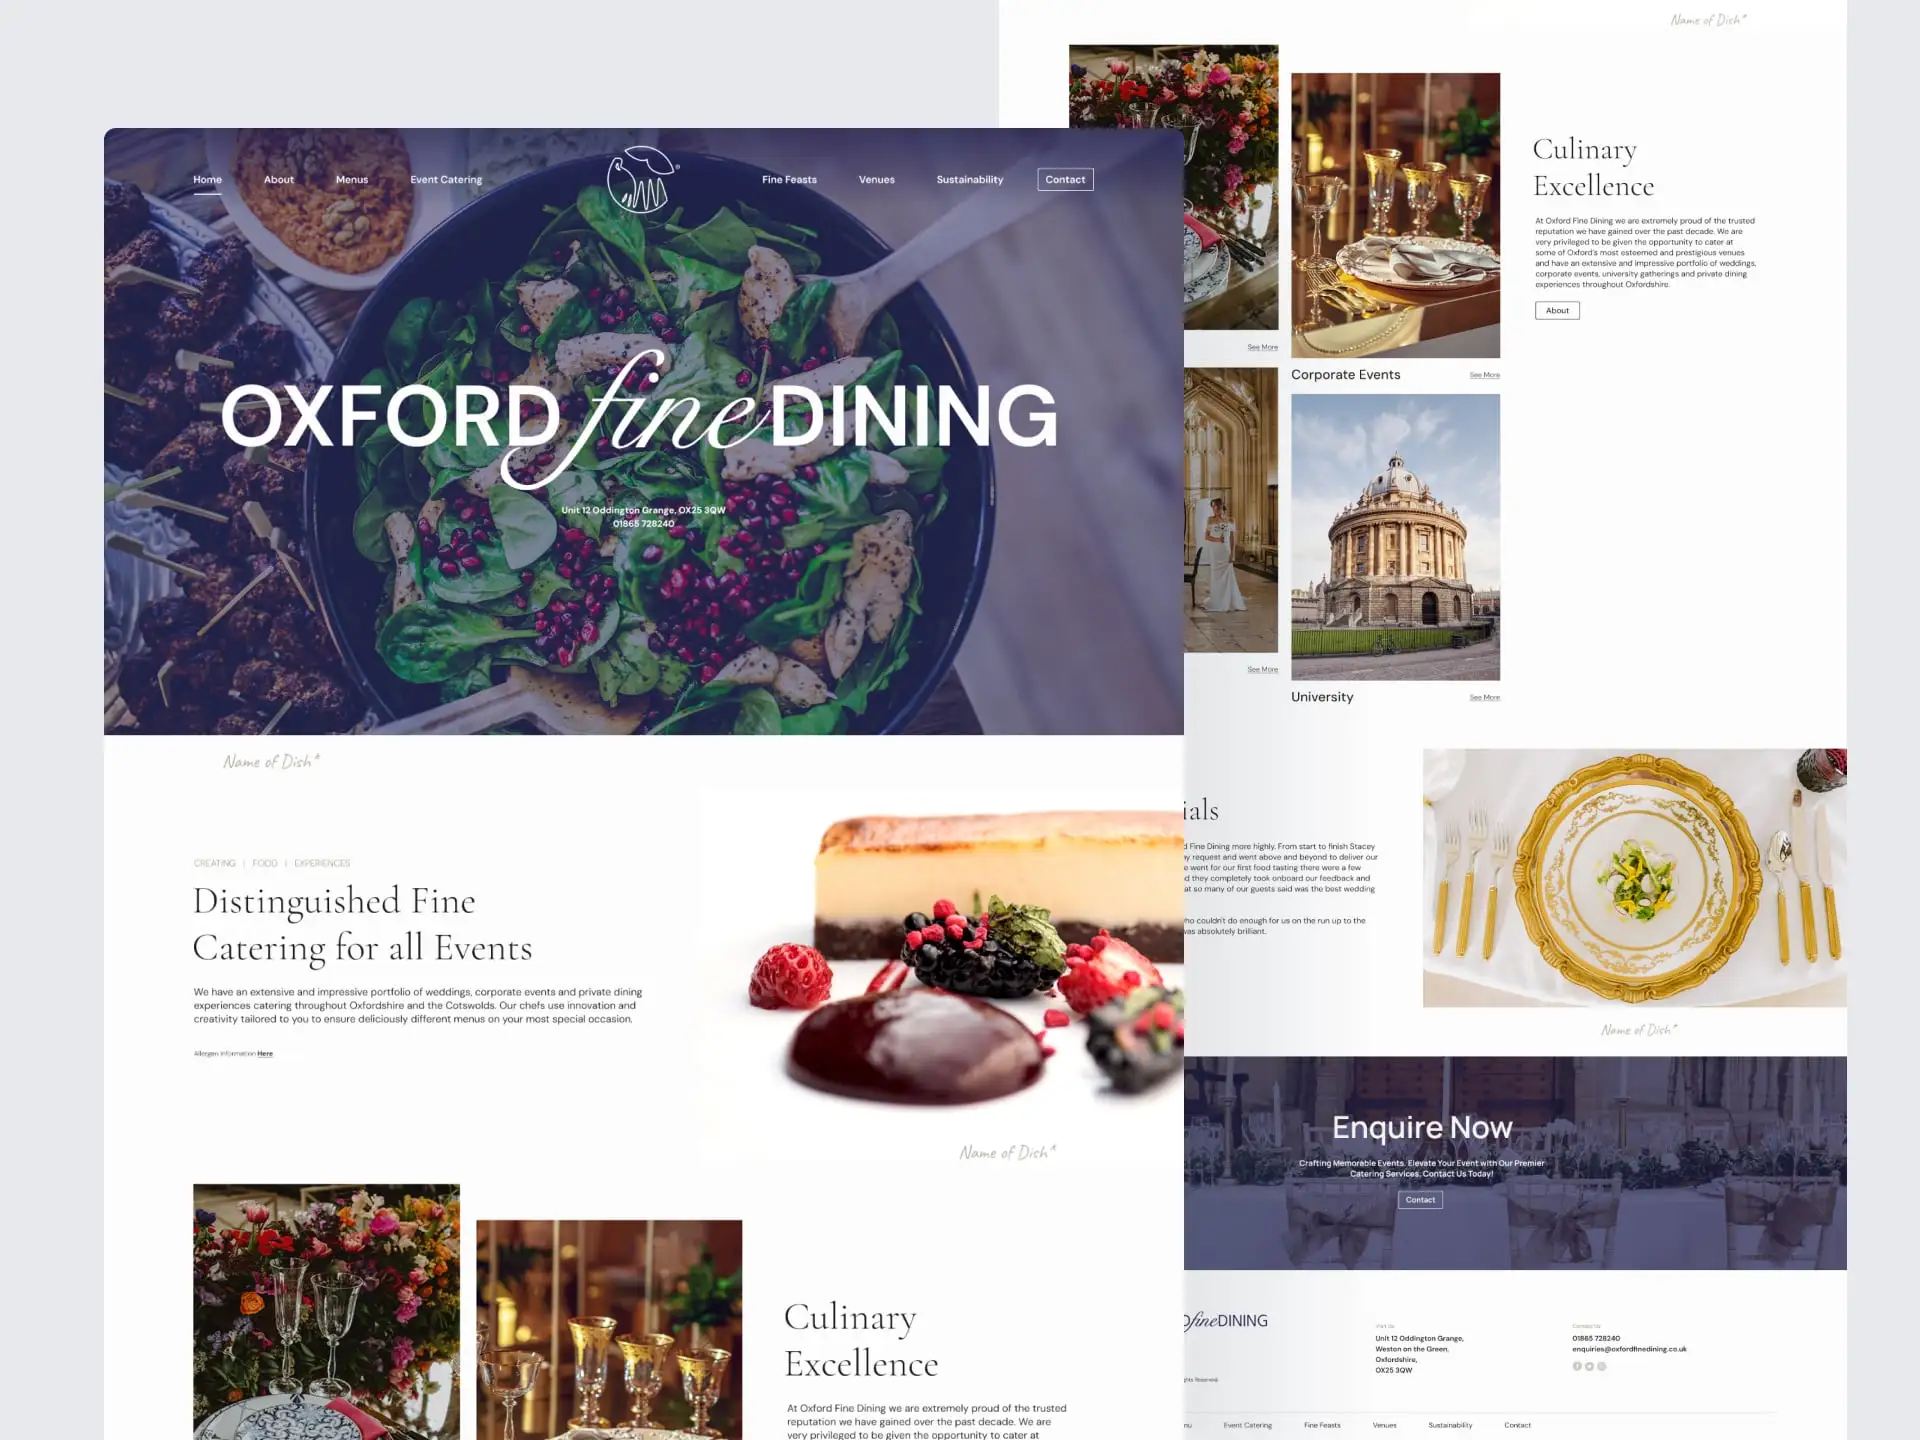 Home
About
Menus
Event Catering
Fine Feasts
Venues
Sustainability
Contact
OXFORD fine DINING
Unit 12 Oddington Grange, OX25 3QW
01865 728240
Name of Dish*
CREATING | FOOD | EXPERIENCES
Distinguished Fine
Catering for all Events
We have an extensive and impressive portfolio of weddings, corporate events and private dining
experiences catering throughout Oxfordshire and the Cotswolds. Our chefs use innovation and
creativity tailored to you to ensure deliciously different menus on your most special occasion.
Allergen Information Here
Name of Dish*
Culinary
Excellence
At Oxford Fine Dining we are extremely proud of the trusted
reputation we have gained over the past decade. We are
very privileged to be given the opportunity to cater at
Name of Dish*
See More
Corporate Events
See More
Culinary
Excellence
At Oxford Fine Dining we are extremely proud of the trusted
reputation we have gained over the past decade. We are
very privileged to be given the opportunity to cater at
some of Oxford's most esteemed and prestigious venues
and have an extensive and impressive portfolio of weddings,
corporate events, university gatherings and private dining
experiences throughout Oxfordshire.
About
See More
University
See More
ials
d Fine Dining more highly. From start to finish Stacey
y request and went above and beyond to deliver our
e went for our first food tasting there were a few
d they completely took onboard our feedback and
at so many of our guests said was the best wedding
ho couldn't do enough for us on the run up to the
was absolutely brilliant.
Name of Dish*
Enquire Now
Crafting Memorable Events. Elevate Your Event with Our Premier
Catering Services. Contact Us Today!
Contact
fine DINING
Visit Us
Unit 12 Oddington Grange,
Weston on the Green,
Oxfordshire,
OX25 3QW
Contact Us
01865 728240
enquiries@oxfordfinedining.co.uk
ghts Reserved
nu
Event Catering
Fine Feasts
Venues
Sustainability
Contact